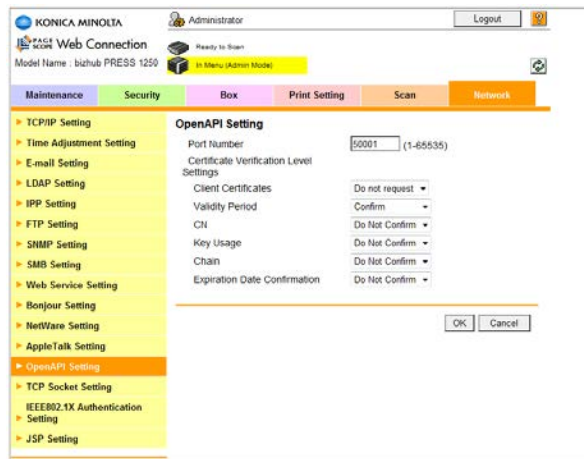 KONICA MINOLTA
Administrator
Logout
?
PAGE SCOPE Web Connection
Ready to Scan
Model Name : bizhub PRESS 1250
In Menu (Admin Mode)
Maintenance
Security
Box
Print Setting
Scan
Network
TCP/IP Setting
Time Adjustment Setting
E-mail Setting
LDAP Setting
IPP Setting
FTP Setting
SNMP Setting
SMB Setting
Web Service Setting
Bonjour Setting
NetWare Setting
AppleTalk Setting
OpenAPI Setting
TCP Socket Setting
IEEE802.1X Authentication
Setting
JSP Setting
OpenAPI Setting
Port Number 50001 (1-65535)
Certificate Verification Level
Settings
Client Certificates Do not request
Validity Period Confirm
CN Do Not Confirm
Key Usage Do Not Confirm
Chain Do Not Confirm
Expiration Date Confirmation Do Not Confirm
OK Cancel